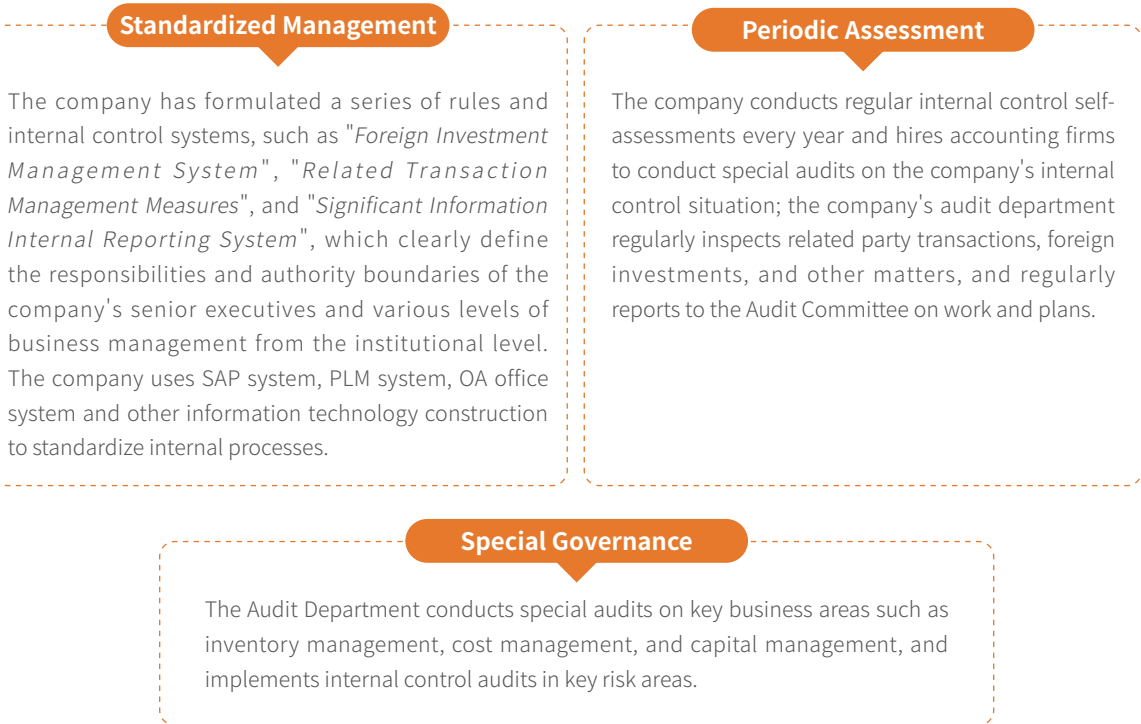 Standardized Management
The company has formulated a series of rules and
internal control systems, such as "Foreign Investment
Management System", "Related Transaction
Management Measures", and "Significant Information
Internal Reporting System", which clearly define
the responsibilities and authority boundaries of the
company's senior executives and various levels of
business management from the institutional level.
The company uses SAP system, PLM system, OA office
system and other information technology construction
to standardize internal processes.
Periodic Assessment
The company conducts regular internal control self-
assessments every year and hires accounting firms
to conduct special audits on the company's internal
control situation; the company's audit department
regularly inspects related party transactions, foreign
investments, and other matters, and regularly
reports to the Audit Committee on work and plans.
Special Governance
The Audit Department conducts special audits on key business areas such as
inventory management, cost management, and capital management, and
implements internal control audits in key risk areas.